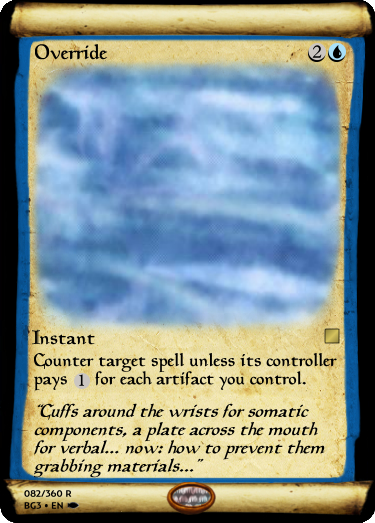 Override 2
Instant
Counter target spell unless its controller
pays 1 for each artifact you control.
"Cuffs around the wrists for somatic
components, a plate across the mouth
for verbal... now: how to prevent them
grabbing materials..."
082/360 R
BG3 • EN